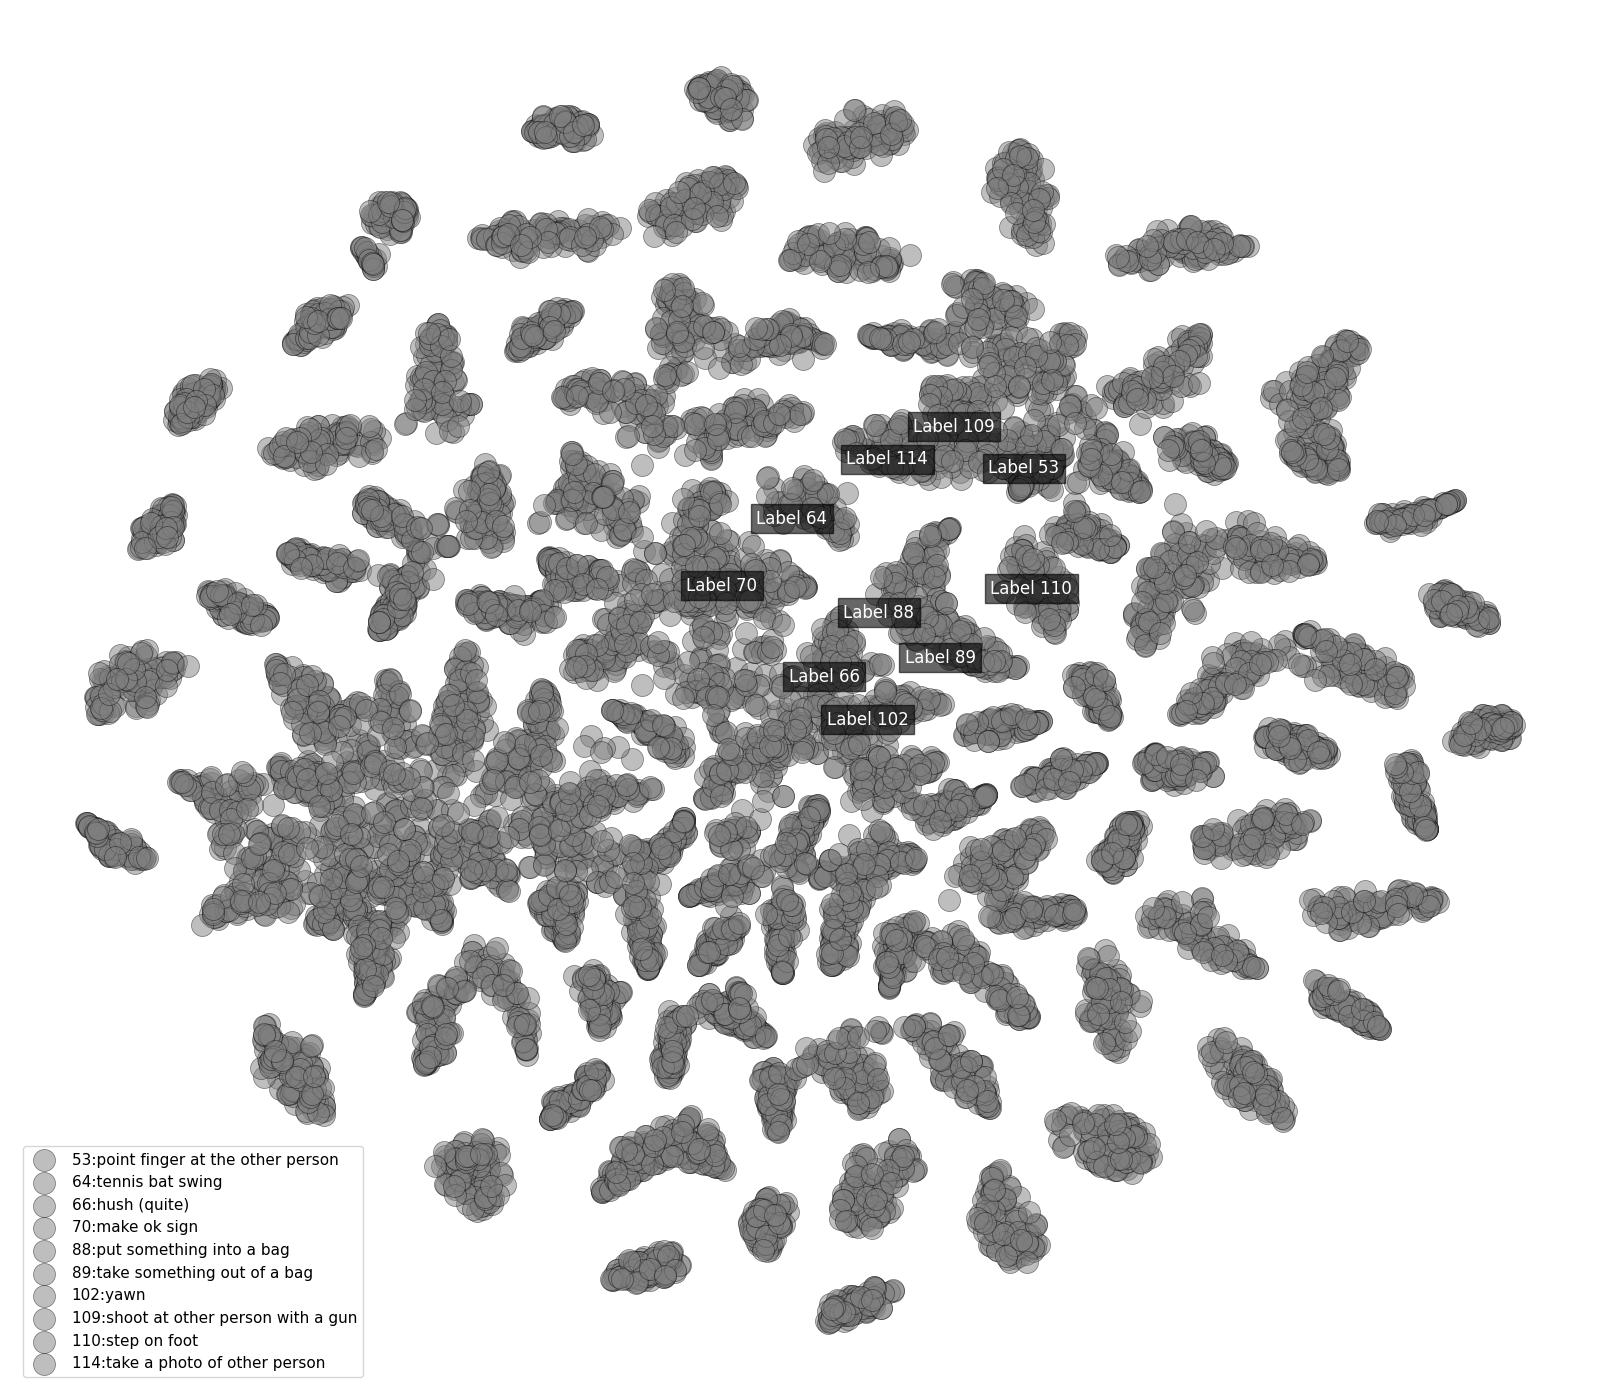 Label 109
Label 114
Label 53
Label 64
Label 70
Label 110
Label 88
Label 89
Label 66
Label 102
53:point finger at the other person
64:tennis bat swing
66:hush (quite)
70:make ok sign
88:put something into a bag
89:take something out of a bag
102:yawn
109:shoot at other person with a gun
110:step on foot
114:take a photo of other person